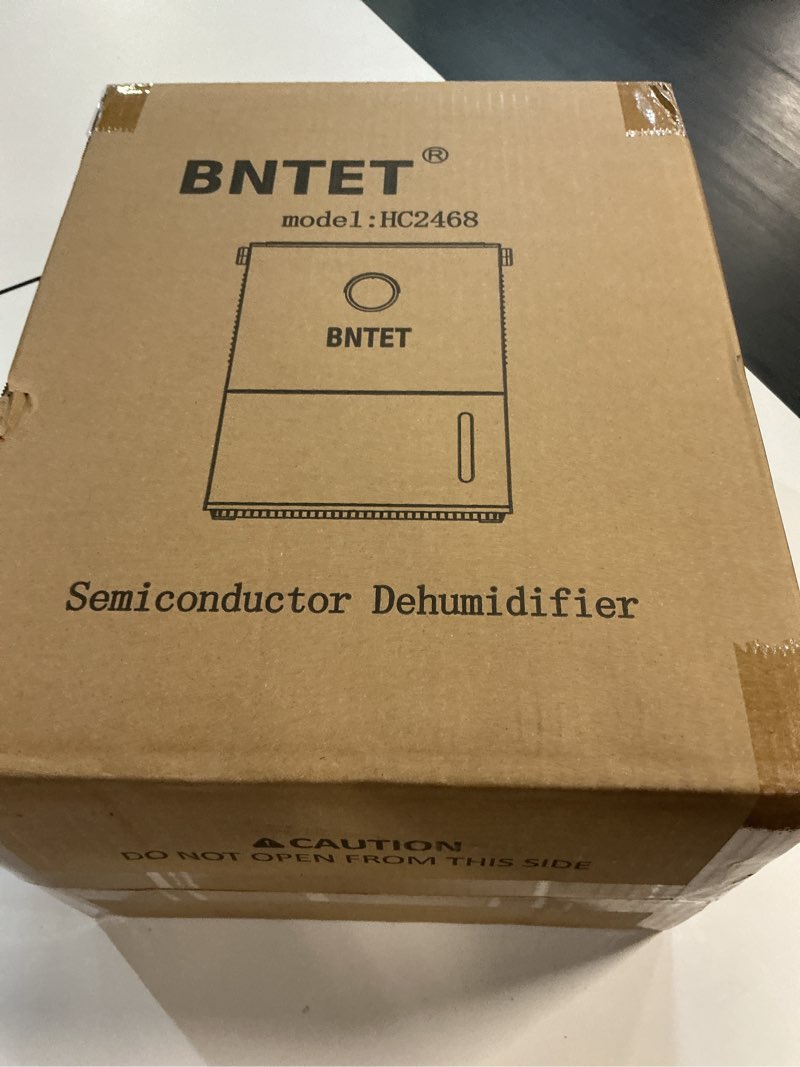 BNTET®
model:HC2468
BNTET
Semiconductor Dehumidifier
⚠CAUTION
DO NOT OPEN FROM THIS SIDE